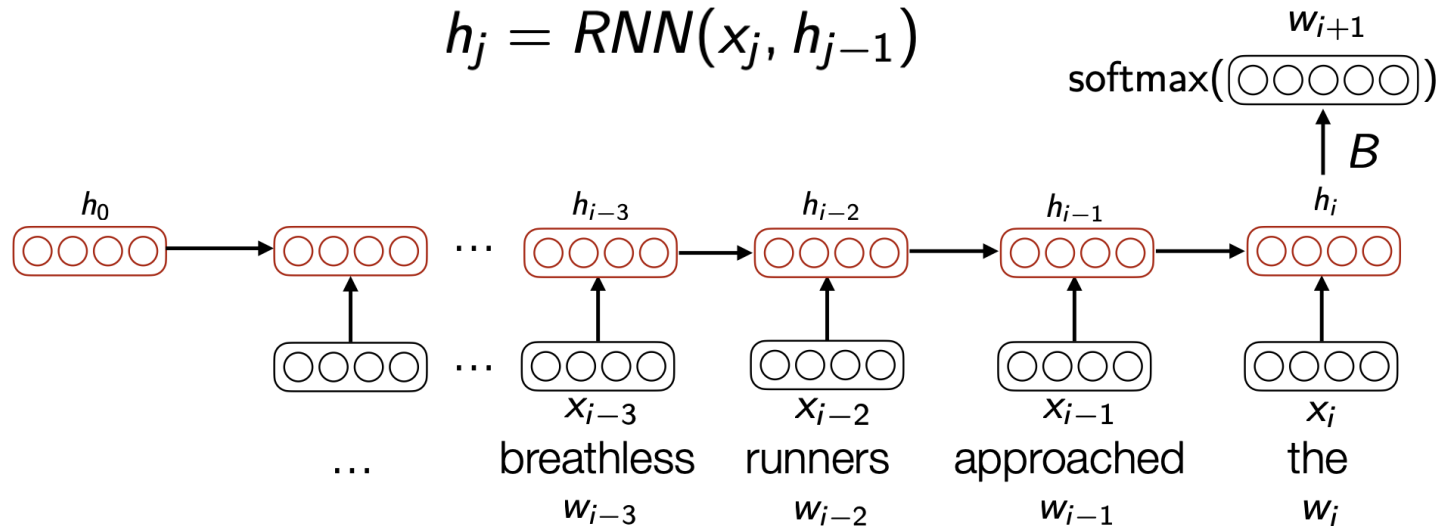 h_j = RNN(x_j, h_{j−1})
w_{i+1}
softmax( )
B
h_0 h_{i−3} h_{i−2} h_{i−1} h_i
...
...
x_{i−3} x_{i−2} x_{i−1} x_i
... breathless runners approached the
w_{i−3} w_{i−2} w_{i−1} w_i